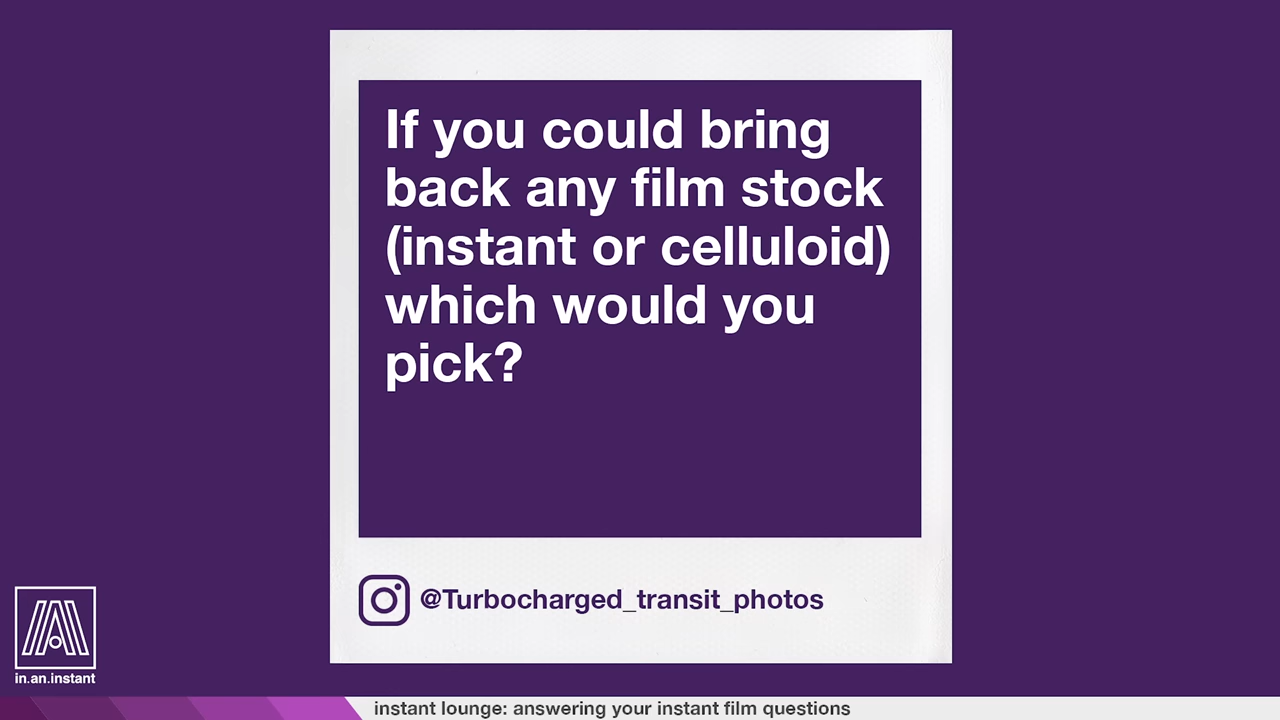 If you could bring
back any film stock
(instant or celluloid)
which would you
pick?
@Turbocharged_transit_photos
in.an.instant
instant lounge: answering your instant film questions